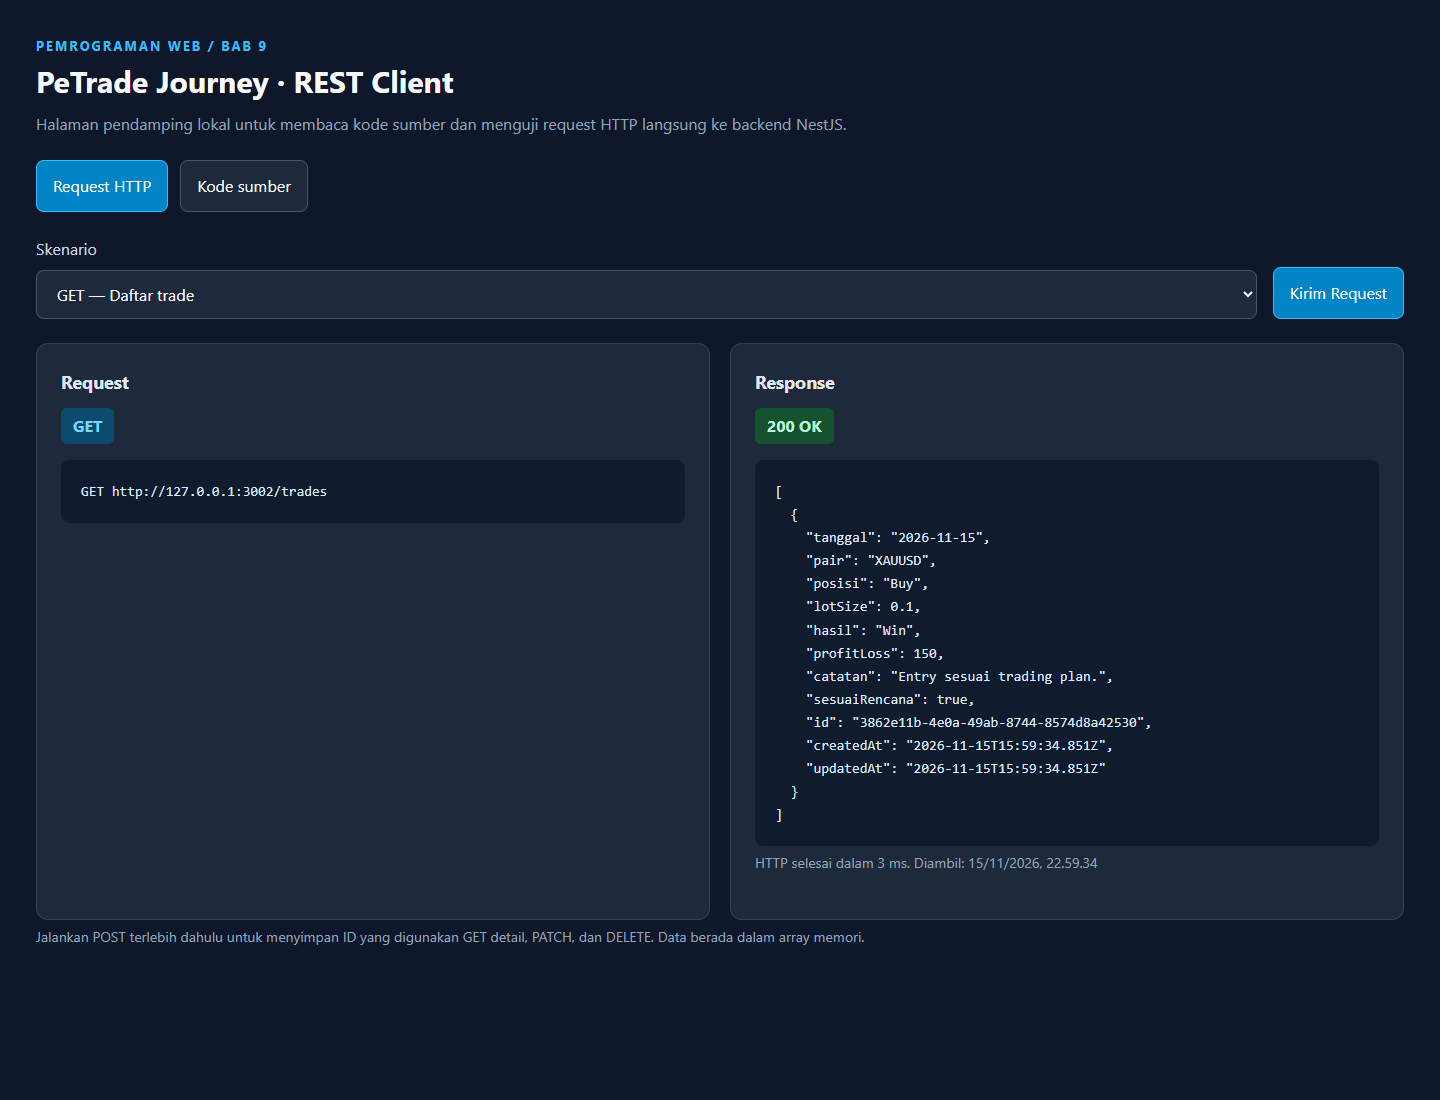 PEMROGRAMAN WEB / BAB 9
PeTrade Journey · REST Client
Halaman pendamping lokal untuk membaca kode sumber dan menguji request HTTP langsung ke backend NestJS.
Request HTTP
Kode sumber
Skenario
GET — Daftar trade
Kirim Request
Request
GET
GET http://127.0.0.1:3002/trades
Response
200 OK
[
  {
    "tanggal": "2026-11-15",
    "pair": "XAUUSD",
    "posisi": "Buy",
    "lotSize": 0.1,
    "hasil": "Win",
    "profitLoss": 150,
    "catatan": "Entry sesuai trading plan.",
    "sesuaiRencana": true,
    "id": "3862e11b-4e0a-49ab-8744-8574d8a42530",
    "createdAt": "2026-11-15T15:59:34.851Z",
    "updatedAt": "2026-11-15T15:59:34.851Z"
  }
]
HTTP selesai dalam 3 ms. Diambil: 15/11/2026, 22.59.34
Jalankan POST terlebih dahulu untuk menyimpan ID yang digunakan GET detail, PATCH, dan DELETE. Data berada dalam array memori.